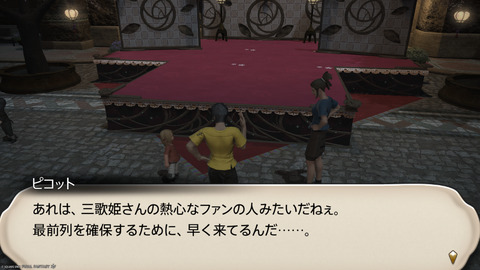 ピコット
あれは、三歌姫さんの熱心なファンの人みたいだねぇ。
最前列を確保するために、早く来てるんだ……。